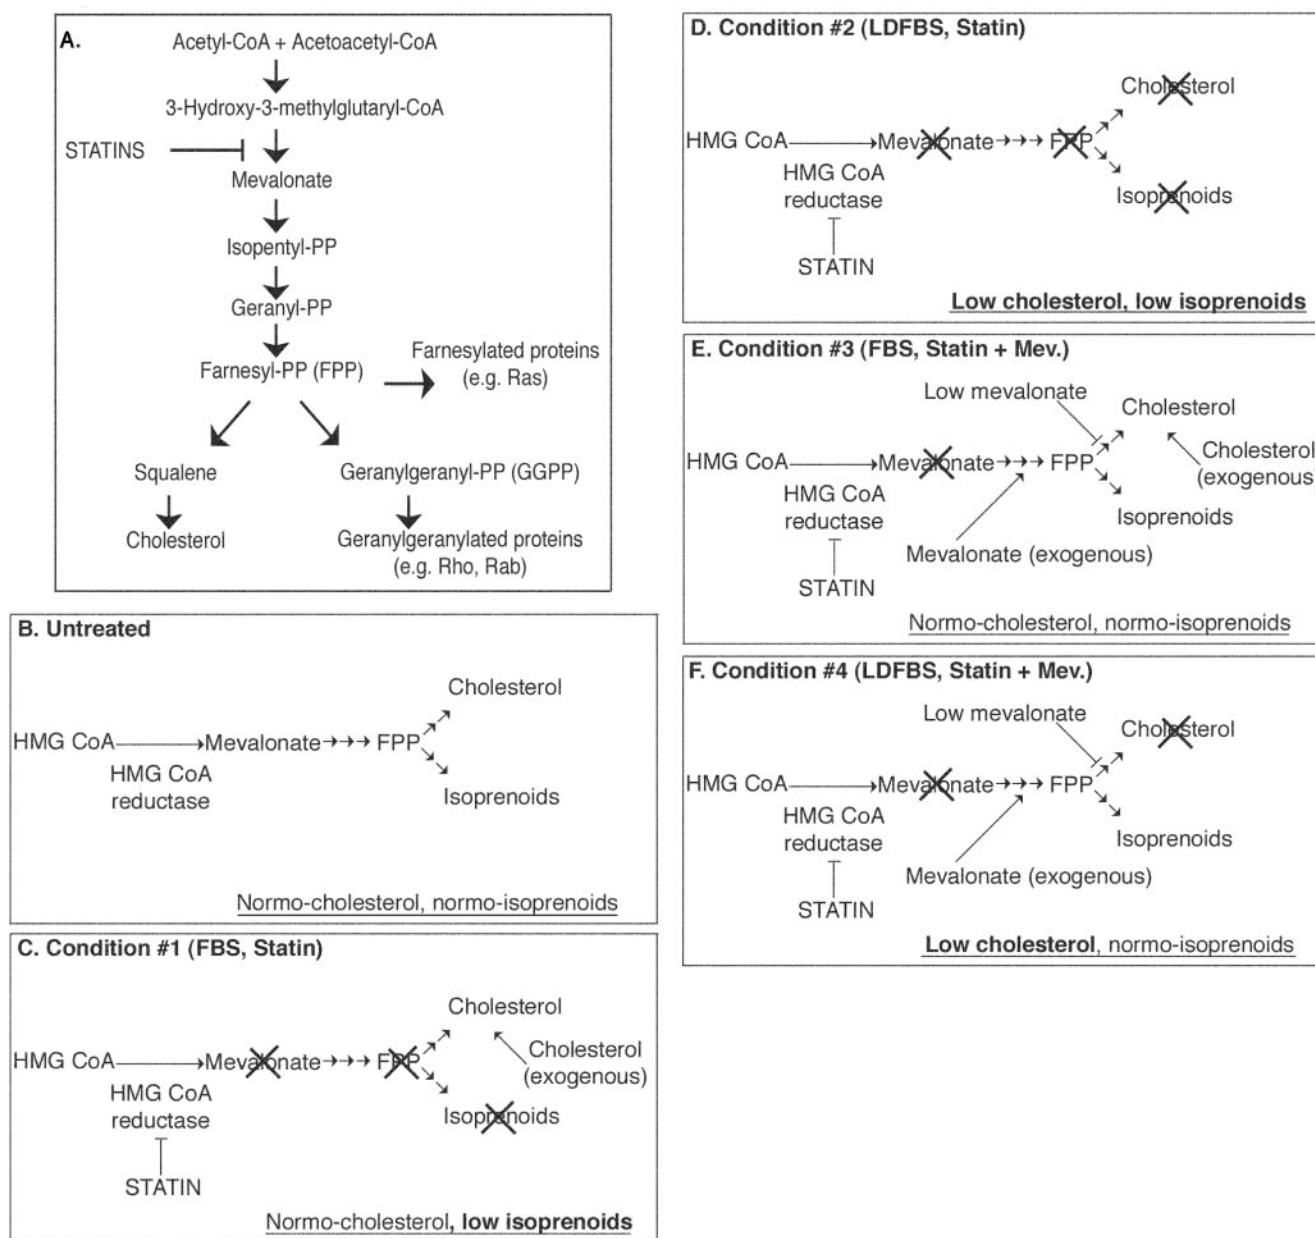 A.
Acetyl-CoA + Acetoacetyl-CoA
3-Hydroxy-3-methylglutaryl-CoA
STATINS
Mevalonate
Isopentyl-PP
Geranyl-PP
Farnesyl-PP (FPP)
Farnesylated proteins
(e.g. Ras)
Squalene
Geranylgeranyl-PP (GGPP)
Cholesterol
Geranylgeranylated proteins
(e.g. Rho, Rab)
B. Untreated
Cholesterol
HMG CoA
Mevalonate
FPP
HMG CoA
reductase
Isoprenoids
Normo-cholesterol, normo-isoprenoids
C. Condition #1 (FBS, Statin)
Cholesterol
HMG CoA
Mevalonate
FPP
Cholesterol
(exogenous)
HMG CoA
reductase
Isoprenoids
STATIN
Normo-cholesterol, low isoprenoids
D. Condition #2 (LDFBS, Statin)
Cholesterol
HMG CoA
Mevalonate
FPP
HMG CoA
reductase
Isoprenoids
STATIN
Low cholesterol, low isoprenoids
E. Condition #3 (FBS, Statin + Mev.)
Low mevalonate
Cholesterol
HMG CoA
Mevalonate
FPP
Cholesterol
(exogenous)
HMG CoA
reductase
Isoprenoids
Mevalonate (exogenous)
STATIN
Normo-cholesterol, normo-isoprenoids
F. Condition #4 (LDFBS, Statin + Mev.)
Low mevalonate
Cholesterol
HMG CoA
Mevalonate
FPP
HMG CoA
reductase
Isoprenoids
Mevalonate (exogenous)
STATIN
Low cholesterol, normo-isoprenoids